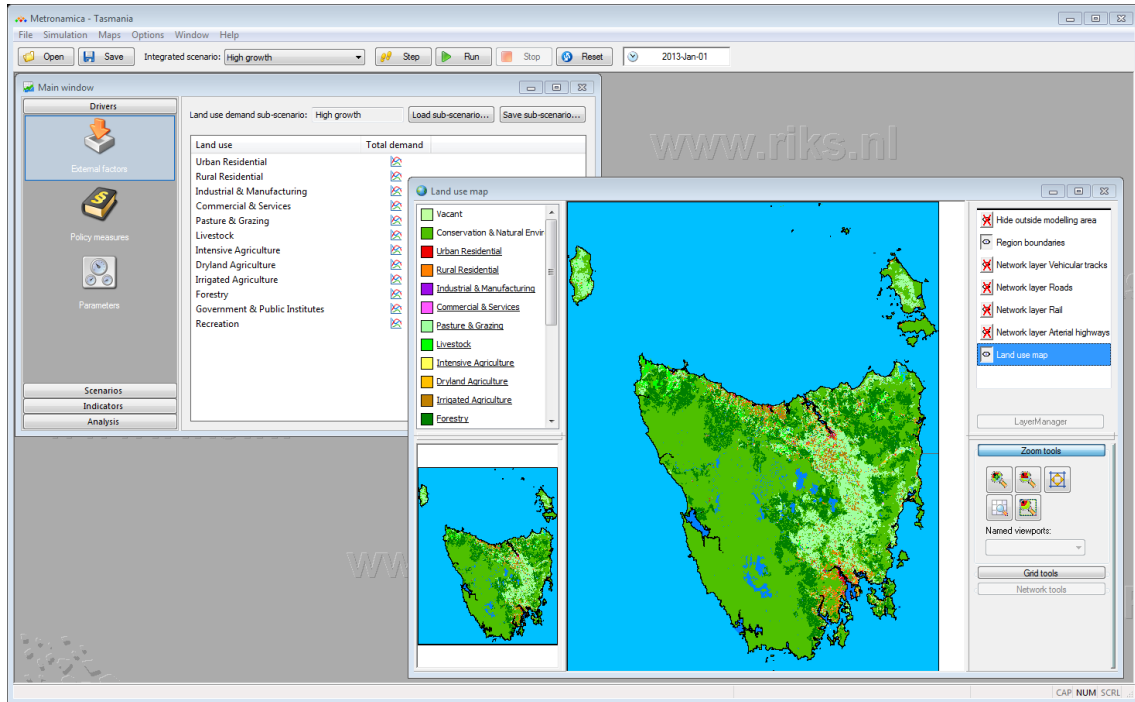 Metronamica - Tasmania
File Simulation Maps Options Window Help
Open Save Integrated scenario: High growth Step Run Stop Reset 2013-Jan-01
Main window
Drivers
External factors
Policy measures
Parameters
Scenarios
Indicators
Analysis
Land use demand sub-scenario: High growth Load sub-scenario... Save sub-scenario...
Land use Total demand
Urban Residential
Rural Residential
Industrial & Manufacturing
Commercial & Services
Pasture & Grazing
Livestock
Intensive Agriculture
Dryland Agriculture
Irrigated Agriculture
Forestry
Government & Public Institutes
Recreation
www.riks.nl
Land use map
Vacant
Conservation & Natural Envir
Urban Residential
Rural Residential
Industrial & Manufacturing
Commercial & Services
Pasture & Grazing
Livestock
Intensive Agriculture
Dryland Agriculture
Irrigated Agriculture
Forestry
Hide outside modelling area
Region boundaries
Network layer Vehicular tracks
Network layer Roads
Network layer Rail
Network layer Arterial highways
Land use map
LayerManager
Zoom tools
Named viewports:
Grid tools
Network tools
CAP NUM SCRL